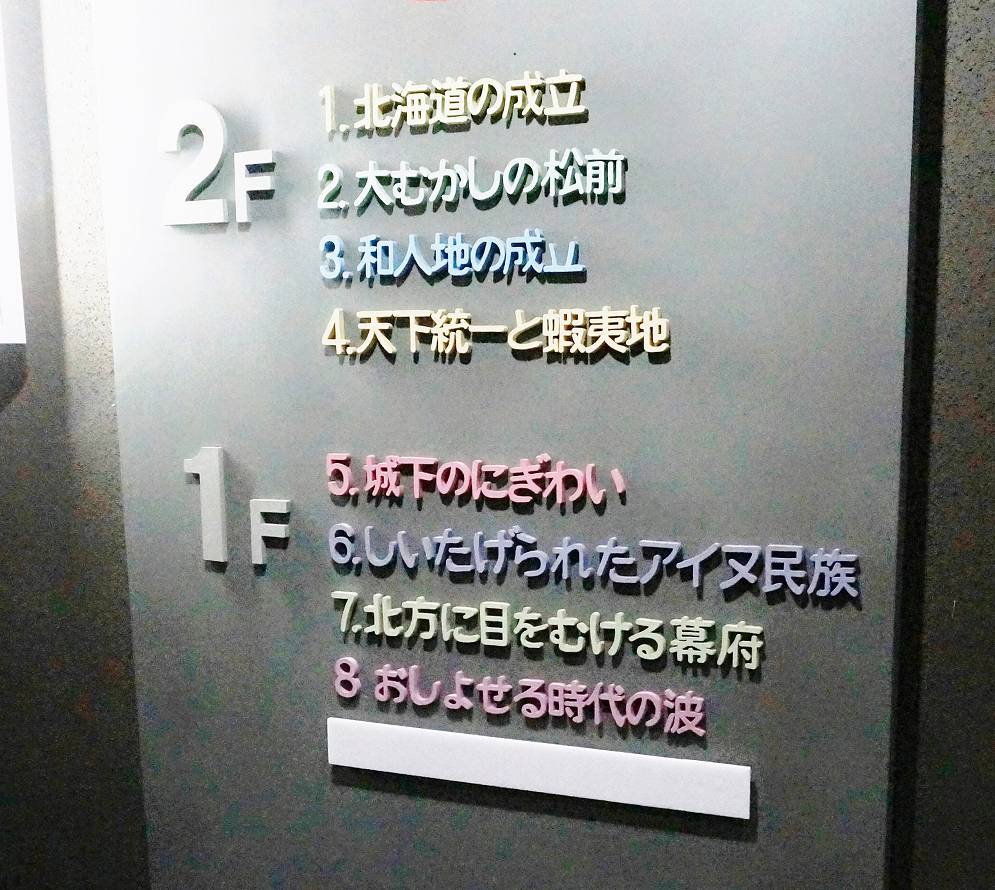 2F
1.北海道の成立
2.大むかしの松前
3.和人地の成立
4.天下統一と蝦夷地
1F
5.城下のにぎわい
6.しいたげられたアイヌ民族
7.北方に目をむける幕府
8 おしよせる時代の波